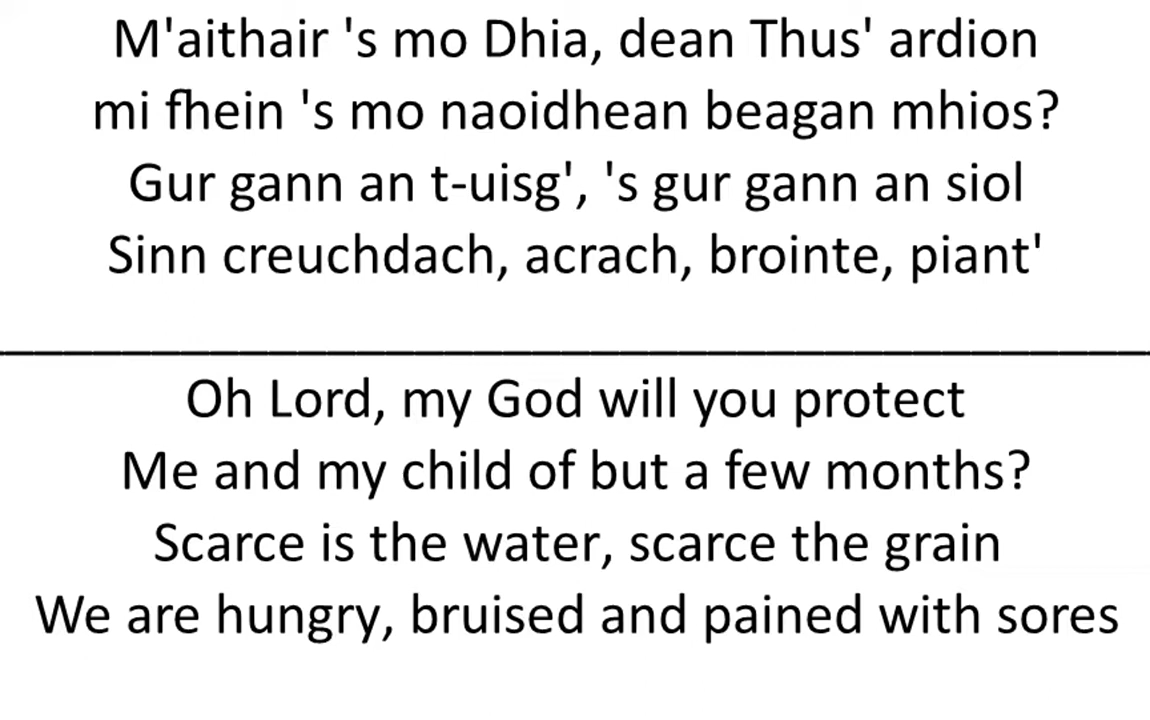 M'aithair 's mo Dhia, dean Thus' ardion
mi fhein 's mo naoidhean beagan mhios?
Gur gann an t-uisg', 's gur gann an siol
Sinn creuchdach, acrach, brointe, piant'
Oh Lord, my God will you protect
Me and my child of but a few months?
Scarce is the water, scarce the grain
We are hungry, bruised and pained with sores